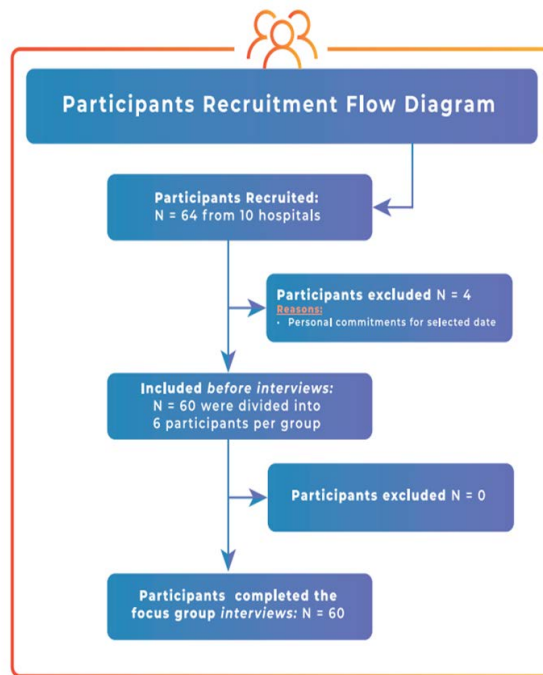 Participants Recruitment Flow Diagram
Participants Recruited:
N = 64 from 10 hospitals
Participants excluded N = 4
Reasons:
• Personal commitments for selected date
Included before interviews:
N = 60 were divided into
6 participants per group
Participants excluded N = 0
Participants completed the
focus group interviews: N = 60